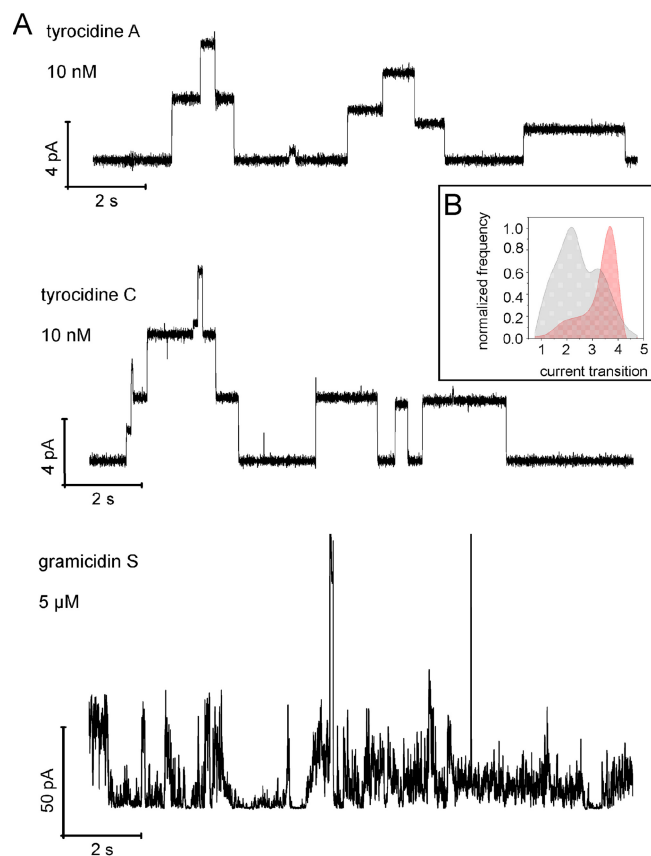 A
tyrocidine A
10 nM
4 pA
2 s
B
normalized frequency
1.0
0.8
0.6
0.4
0.2
0.0
1 2 3 4 5
current transition
tyrocidine C
10 nM
4 pA
2 s
gramicidin S
5 µM
50 pA
2 s